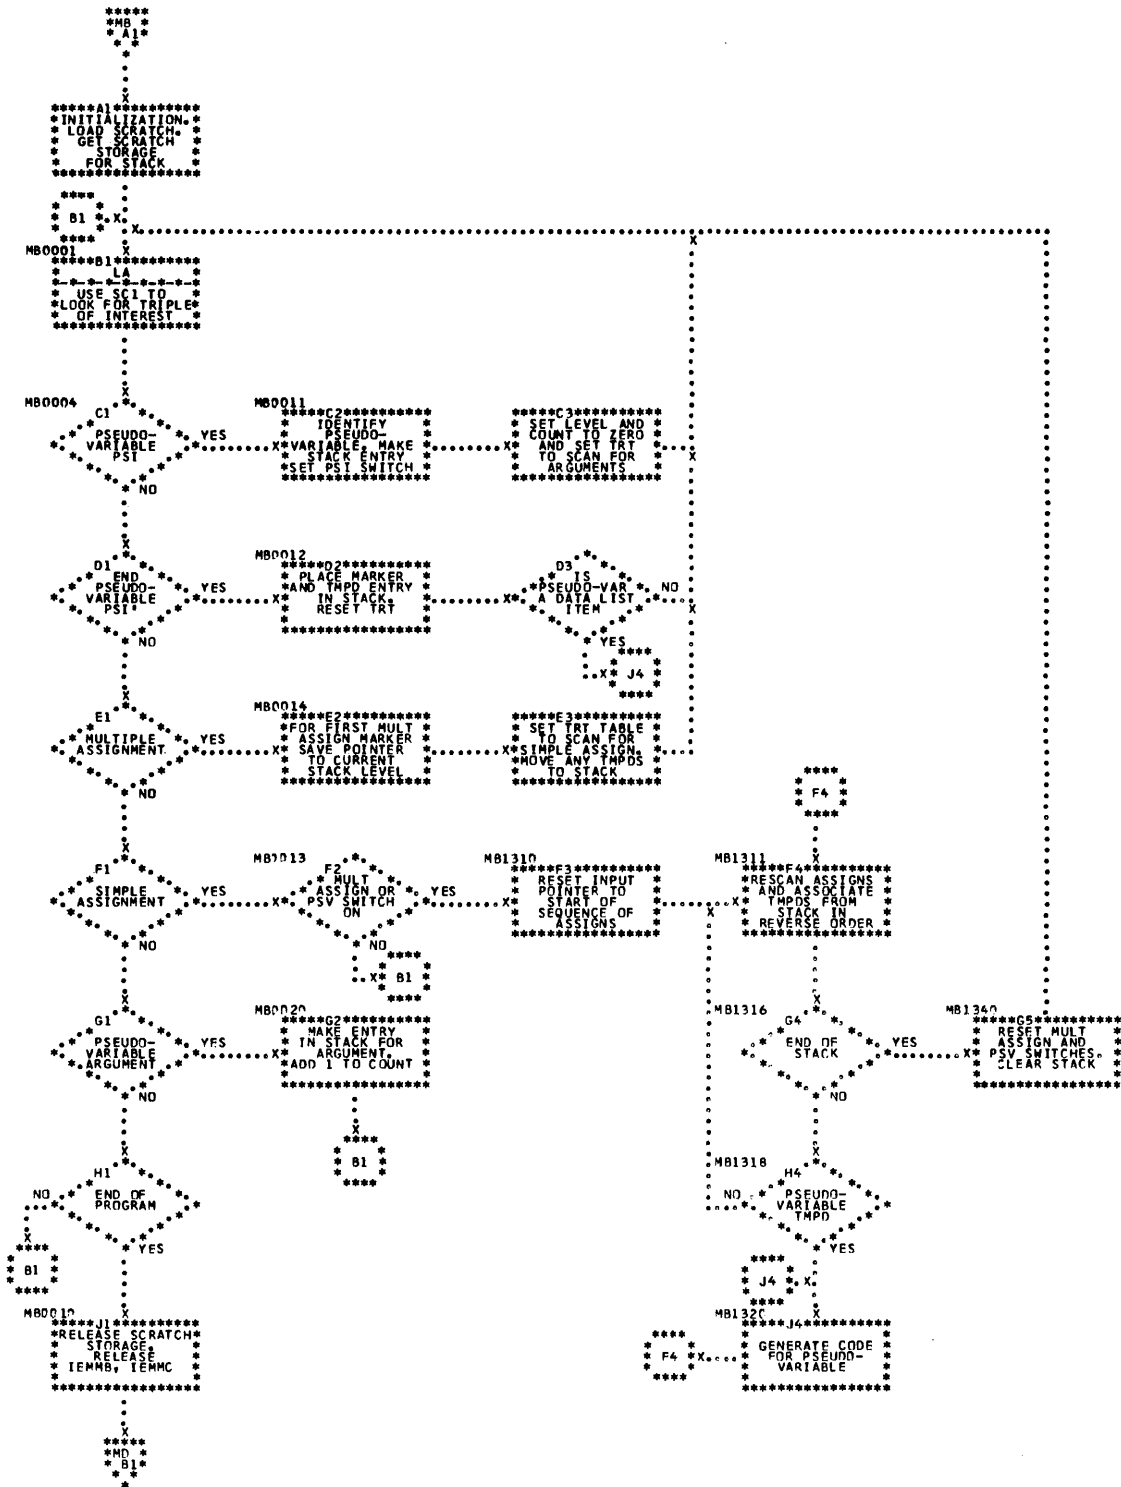 MB
A1
A1
INITIALIZATION.
LOAD SCRATCH.
GET SCRATCH
STORAGE
FOR STACK
B1
MB0001
B1
LA
USE SC1 TO
LOOK FOR TRIPLE
OF INTEREST
MB0004
C1
PSEUDO-
VARIABLE
PSI
YES
NO
MB0011
C2
IDENTIFY
PSEUDO-
VARIABLE, MAKE
STACK ENTRY
SET PSI SWITCH
C3
SET LEVEL AND
COUNT TO ZERO
AND SET TRT
TO SCAN FOR
ARGUMENTS
D1
END
PSEUDO-
VARIABLE
PSI'
YES
NO
MB0012
D2
PLACE MARKER
AND TMPD ENTRY
IN STACK.
RESET TRT
D3
IS
PSEUDO-VAR
A DATA LIST
ITEM
NO
YES
J4
E1
MULTIPLE
ASSIGNMENT
YES
NO
MB0014
E2
FOR FIRST MULT
ASSIGN MARKER
SAVE POINTER
TO CURRENT
STACK LEVEL
E3
SET TRT TABLE
TO SCAN FOR
SIMPLE ASSIGN.
MOVE ANY TMPDS
TO STACK
F4
F1
SIMPLE
ASSIGNMENT
YES
NO
F2
MULT
ASSIGN OR
PSV SWITCH
ON
YES
NO
B1
MB1310
F3
RESET INPUT
POINTER TO
START OF
SEQUENCE OF
ASSIGNS
MB1311
F4
RESCAN ASSIGNS
AND ASSOCIATE
TMPDS FROM
STACK IN
REVERSE ORDER
G1
PSEUDO-
VARIABLE
ARGUMENT
YES
NO
MB0020
G2
MAKE ENTRY
IN STACK FOR
ARGUMENT.
ADD 1 TO COUNT
B1
MB1316
G4
END OF
STACK
YES
NO
MB1340
G5
RESET MULT
ASSIGN AND
PSV SWITCHES.
CLEAR STACK
H1
END OF
PROGRAM
NO
YES
B1
MB1318
H4
PSEUDO-
VARIABLE
TMPD
NO
YES
J4
MB0010
J1
RELEASE SCRATCH
STORAGE,
RELEASE
IEMMB, IEMMC
F4
MB1320
J4
GENERATE CODE
FOR PSEUDO-
VARIABLE
MD
B1